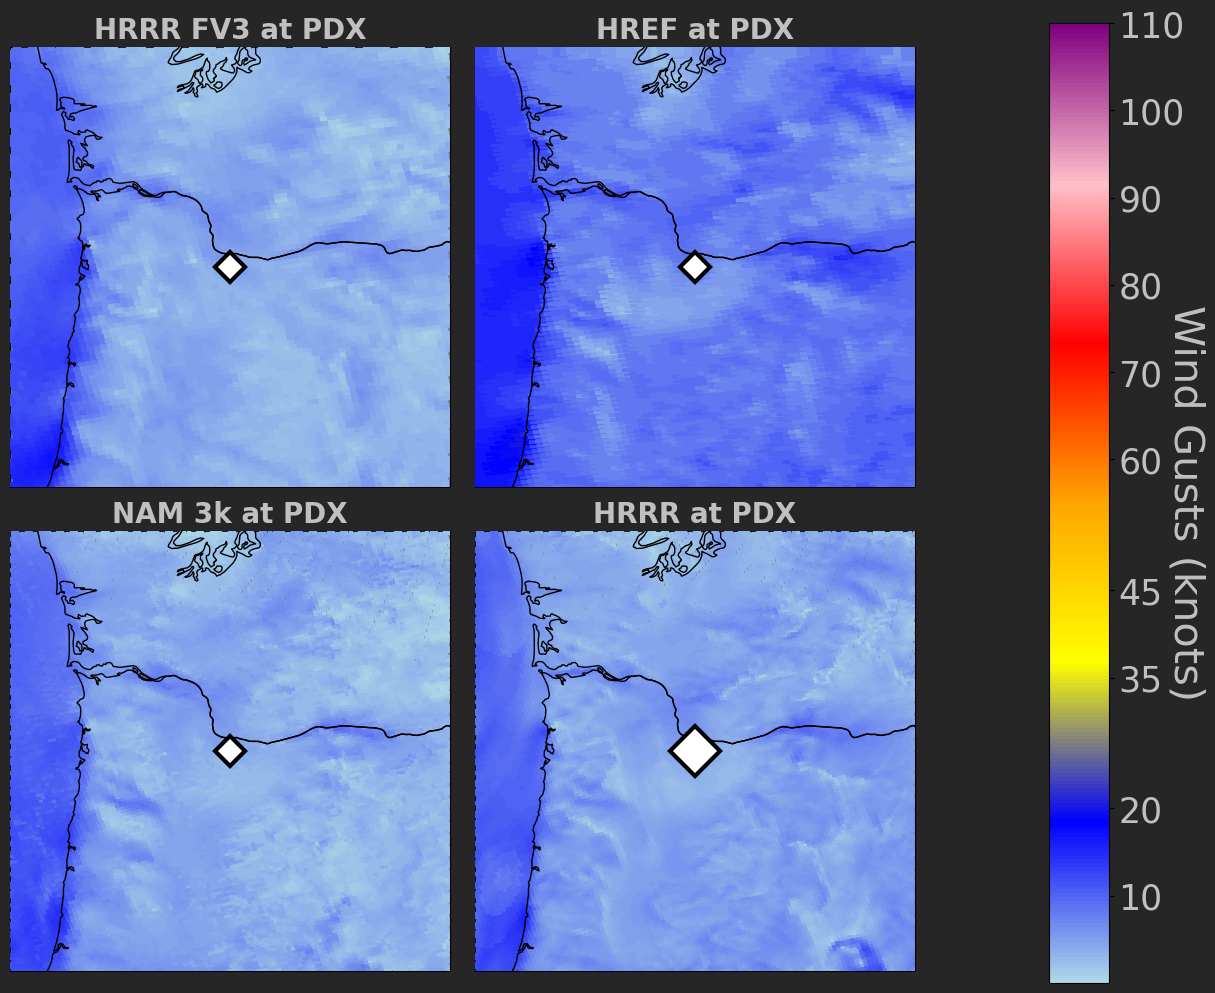 HRRR FV3 at PDX
HREF at PDX
NAM 3k at PDX
HRRR at PDX
110
100
90
80
70
60
45
35
20
10
Wind Gusts (knots)